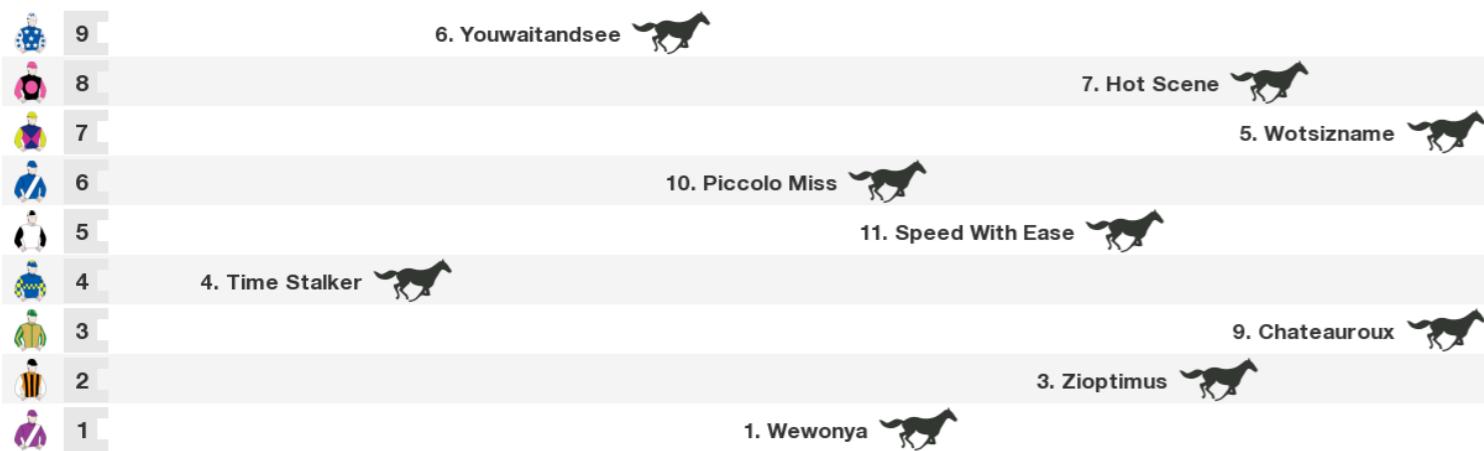 9 6. Youwaitandsee
8 7. Hot Scene
7 5. Wotsizname
6 10. Piccolo Miss
5 11. Speed With Ease
4 4. Time Stalker
3 9. Chateauroux
2 3. Zioptimus
1 1. Wewonya